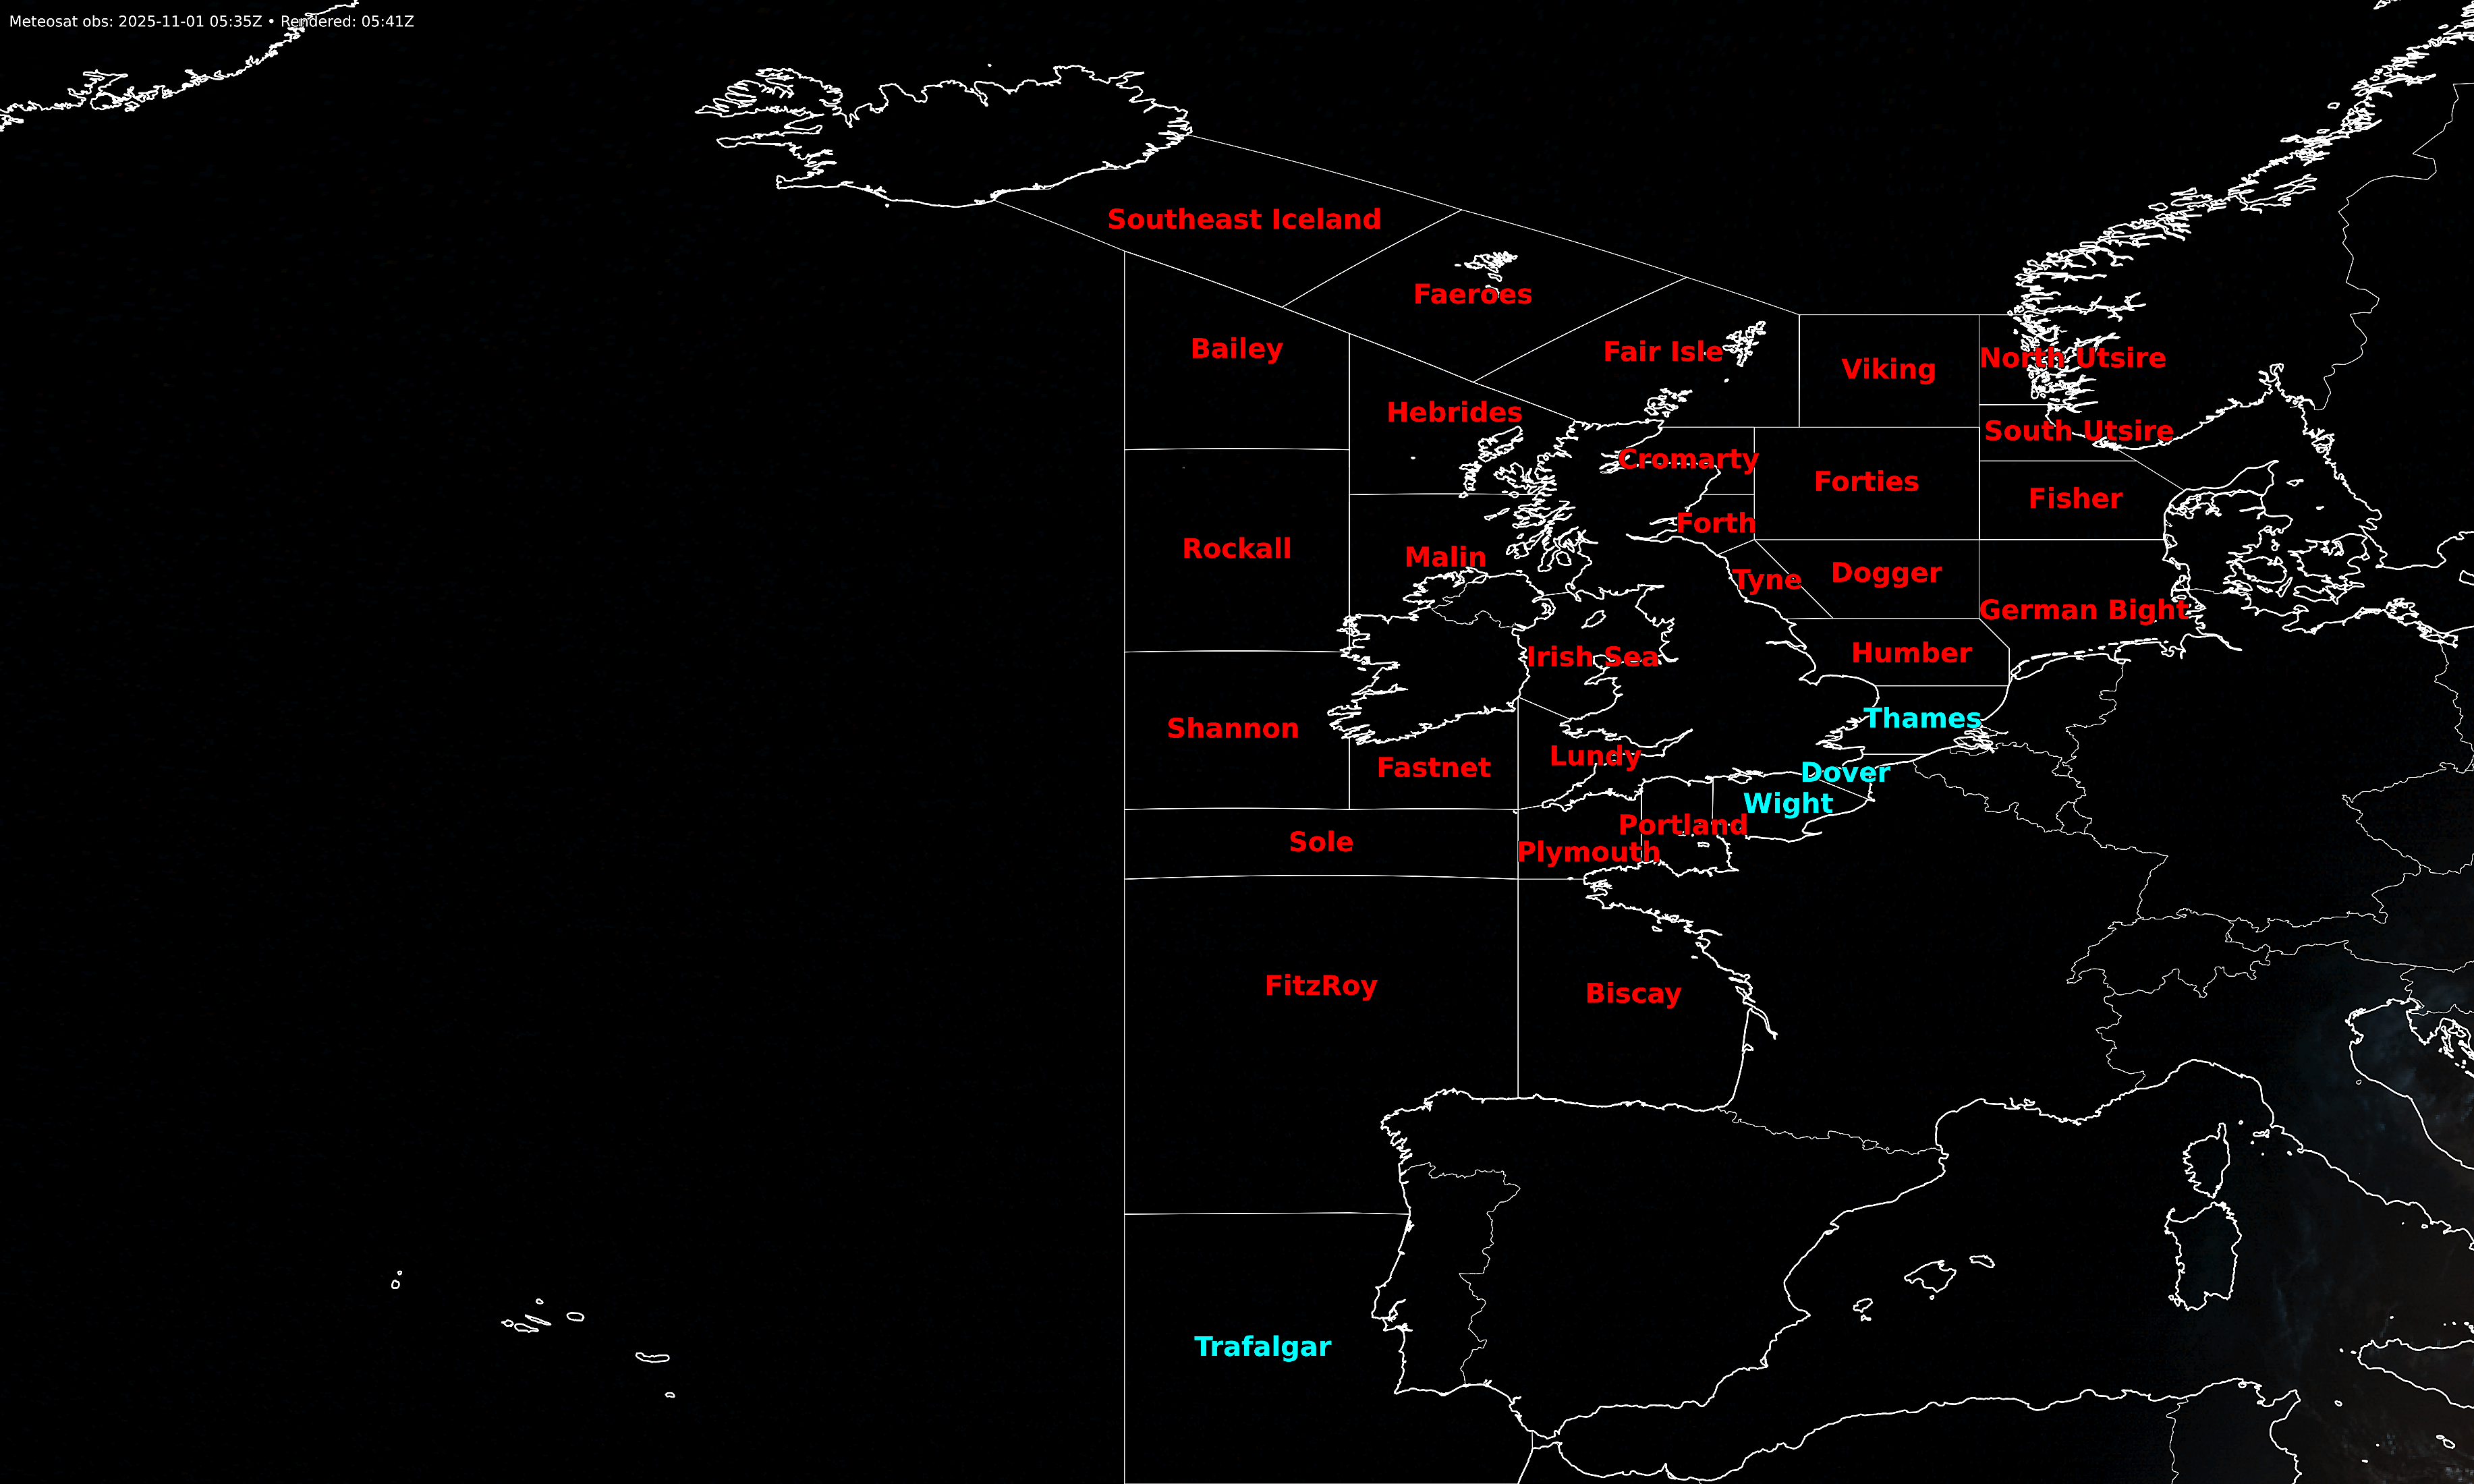 Meteosat obs: 2025-11-01 05:35Z • Rendered: 05:41Z
Southeast Iceland
Faeroes
Bailey
Fair Isle
Viking
North Utsire
Hebrides
South Utsire
Cromarty
Forties
Fisher
Forth
Rockall
Malin
Tyne
Dogger
German Bight
Irish Sea
Humber
Thames
Shannon
Fastnet
Lundy
Dover
Wight
Portland
Sole
Plymouth
FitzRoy
Biscay
Trafalgar